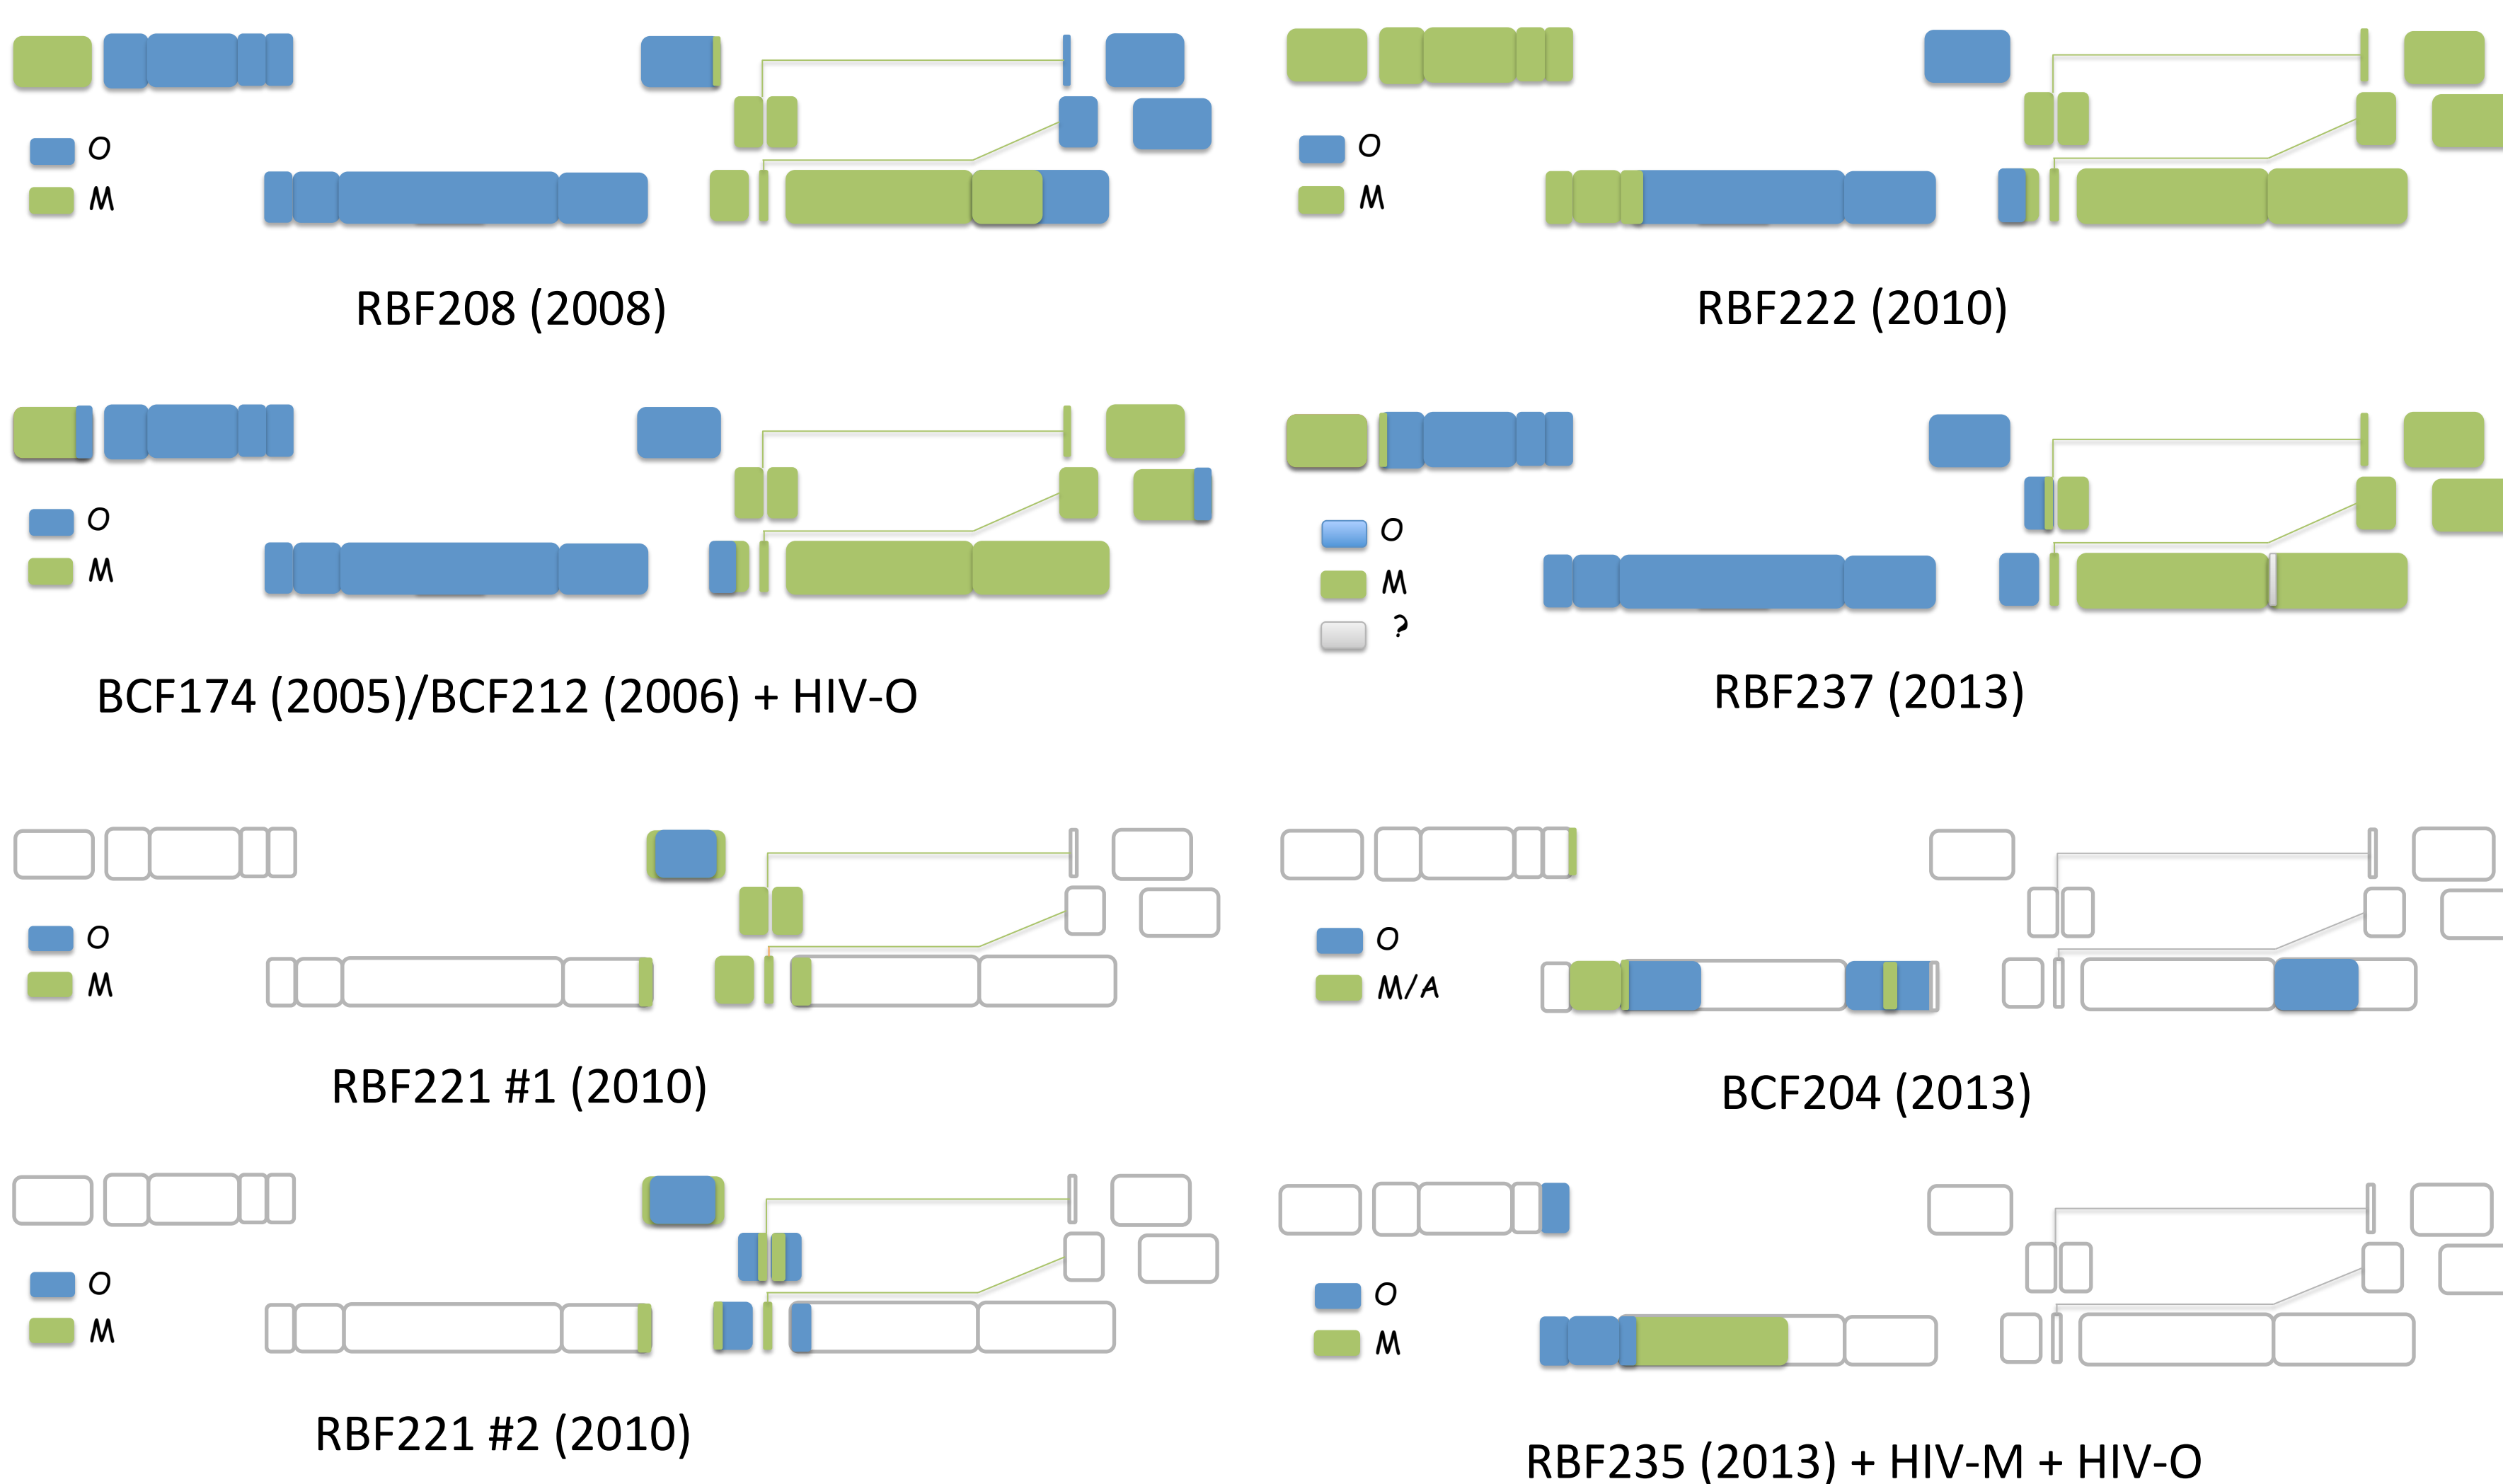 O
M
RBF208 (2008)
O
M
RBF222 (2010)
O
M
BCF174 (2005)/BCF212 (2006) + HIV-O
O
M
?
RBF237 (2013)
O
M
RBF221 #1 (2010)
O
M/A
BCF204 (2013)
O
M
RBF221 #2 (2010)
O
M
RBF235 (2013) + HIV-M + HIV-O